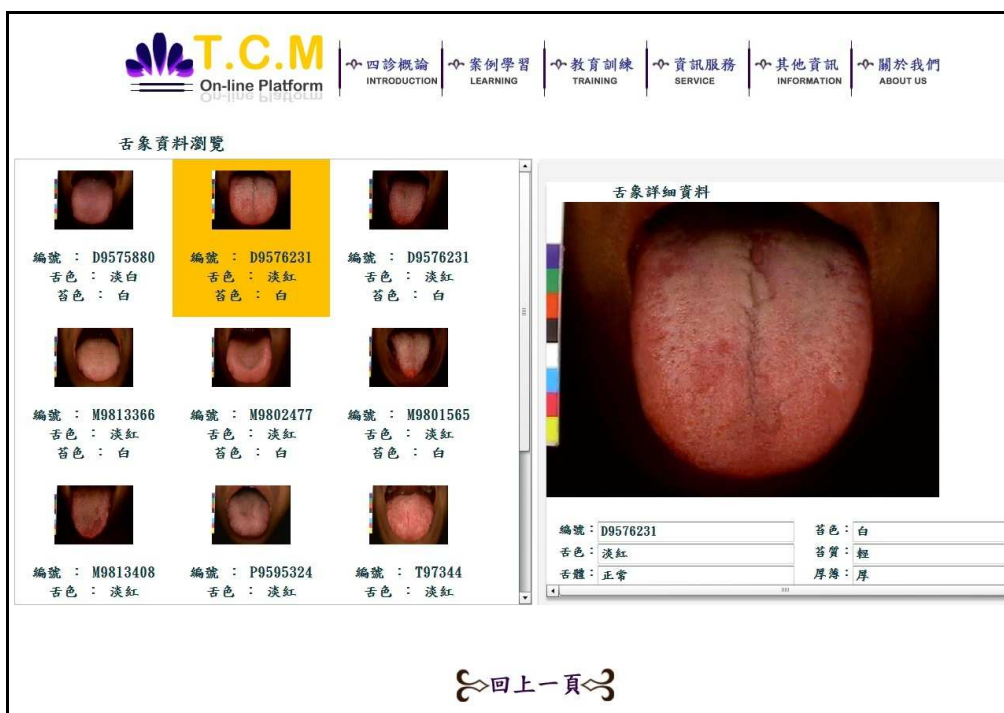 T.C.M
On-line Platform
四診概論
INTRODUCTION
案例學習
LEARNING
教育訓練
TRAINING
資訊服務
SERVICE
其他資訊
INFORMATION
關於我們
ABOUT US
舌象資料瀏覽
編號 : D9575880
舌色 : 淡白
苔色 : 白
編號 : D9576231
舌色 : 淡紅
苔色 : 白
編號 : D9576231
舌色 : 淡紅
苔色 : 白
編號 : M9813366
舌色 : 淡紅
苔色 : 白
編號 : M9802477
舌色 : 淡紅
苔色 : 白
編號 : M9801565
舌色 : 淡紅
苔色 : 白
編號 : M9813408
舌色 : 淡紅
編號 : P9595324
舌色 : 淡紅
編號 : T97344
舌色 : 淡紅
舌象詳細資料
編號: D9576231 苔色: 白
舌色: 淡紅 苔質: 輕
舌體: 正常 厚薄: 厚
回上一頁